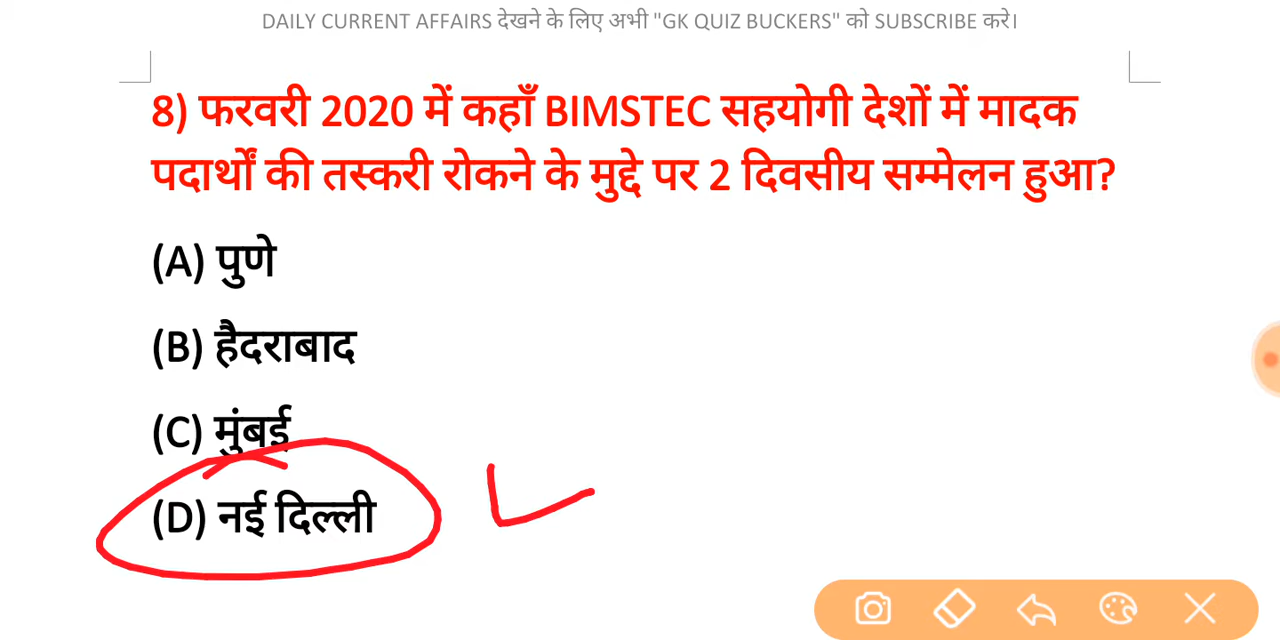 DAILY CURRENT AFFAIRS देखने के लिए अभी "GK QUIZ BUCKERS" को SUBSCRIBE करे।
8) फरवरी 2020 में कहाँ BIMSTEC सहयोगी देशों में मादक
पदार्थों की तस्करी रोकने के मुद्दे पर 2 दिवसीय सम्मेलन हुआ?
(A) पुणे
(B) हैदराबाद
(C) मुंबई
(D) नई दिल्ली